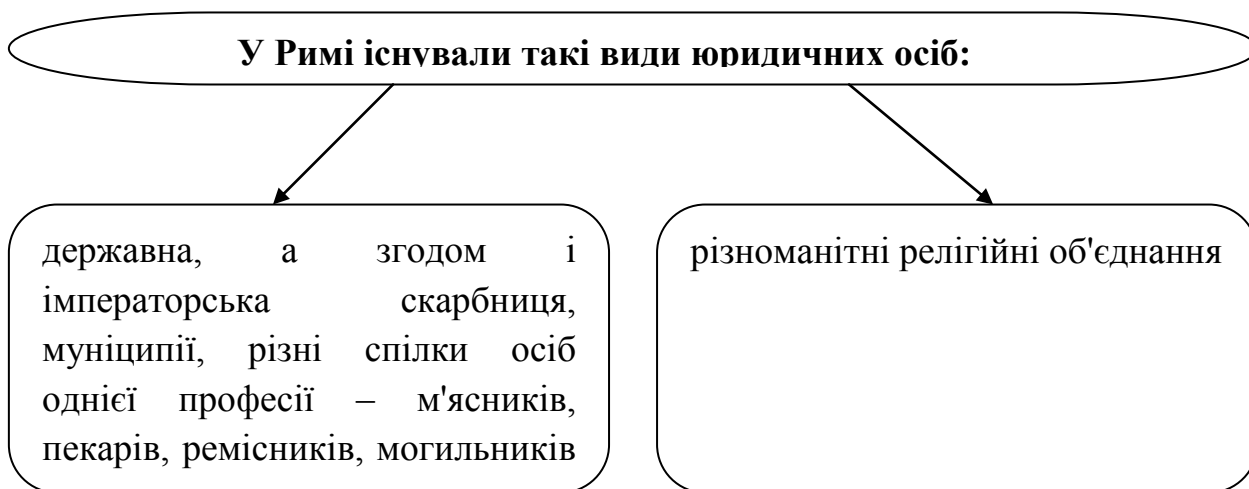 У Римі існували такі види юридичних осіб:
державна, а згодом і
імператорська скарбниця,
муніципії, різні спілки осіб
однієї професії – м'ясників,
пекарів, ремісників, могильників
різноманітні релігійні об'єднання